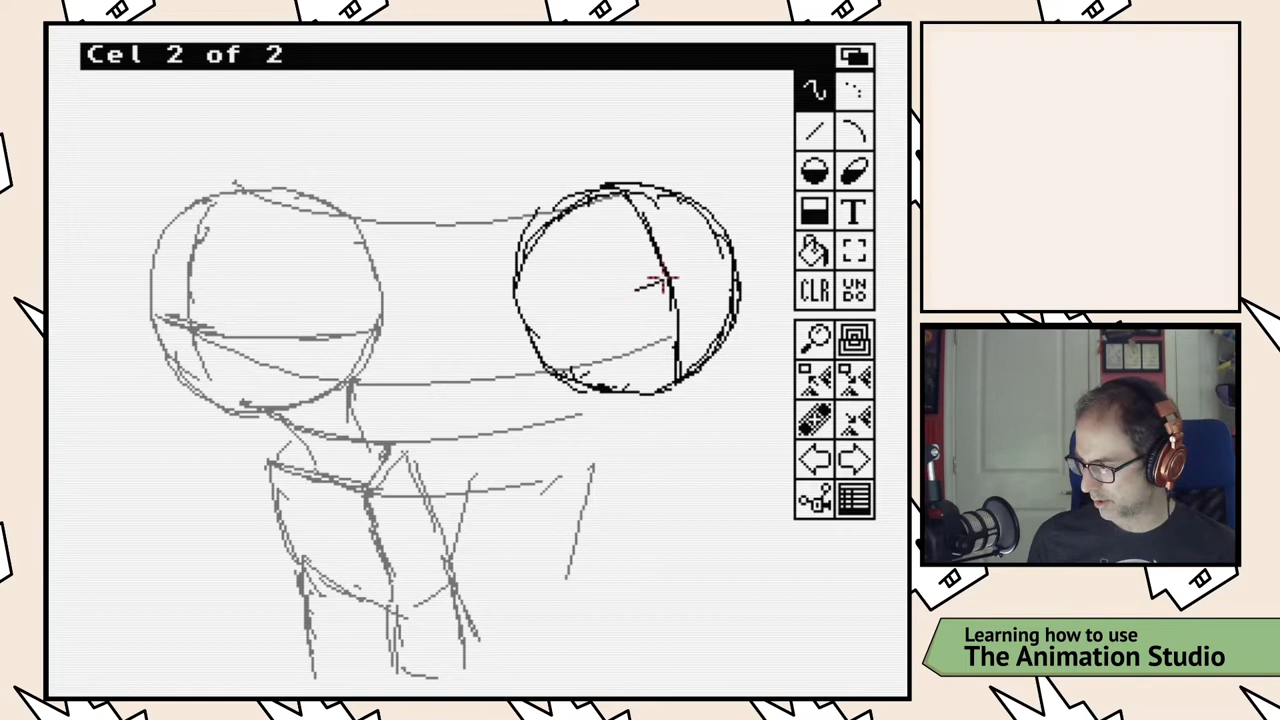 Cel 2 of 2
T
CLR
UN
DO
Learning how to use
The Animation Studio